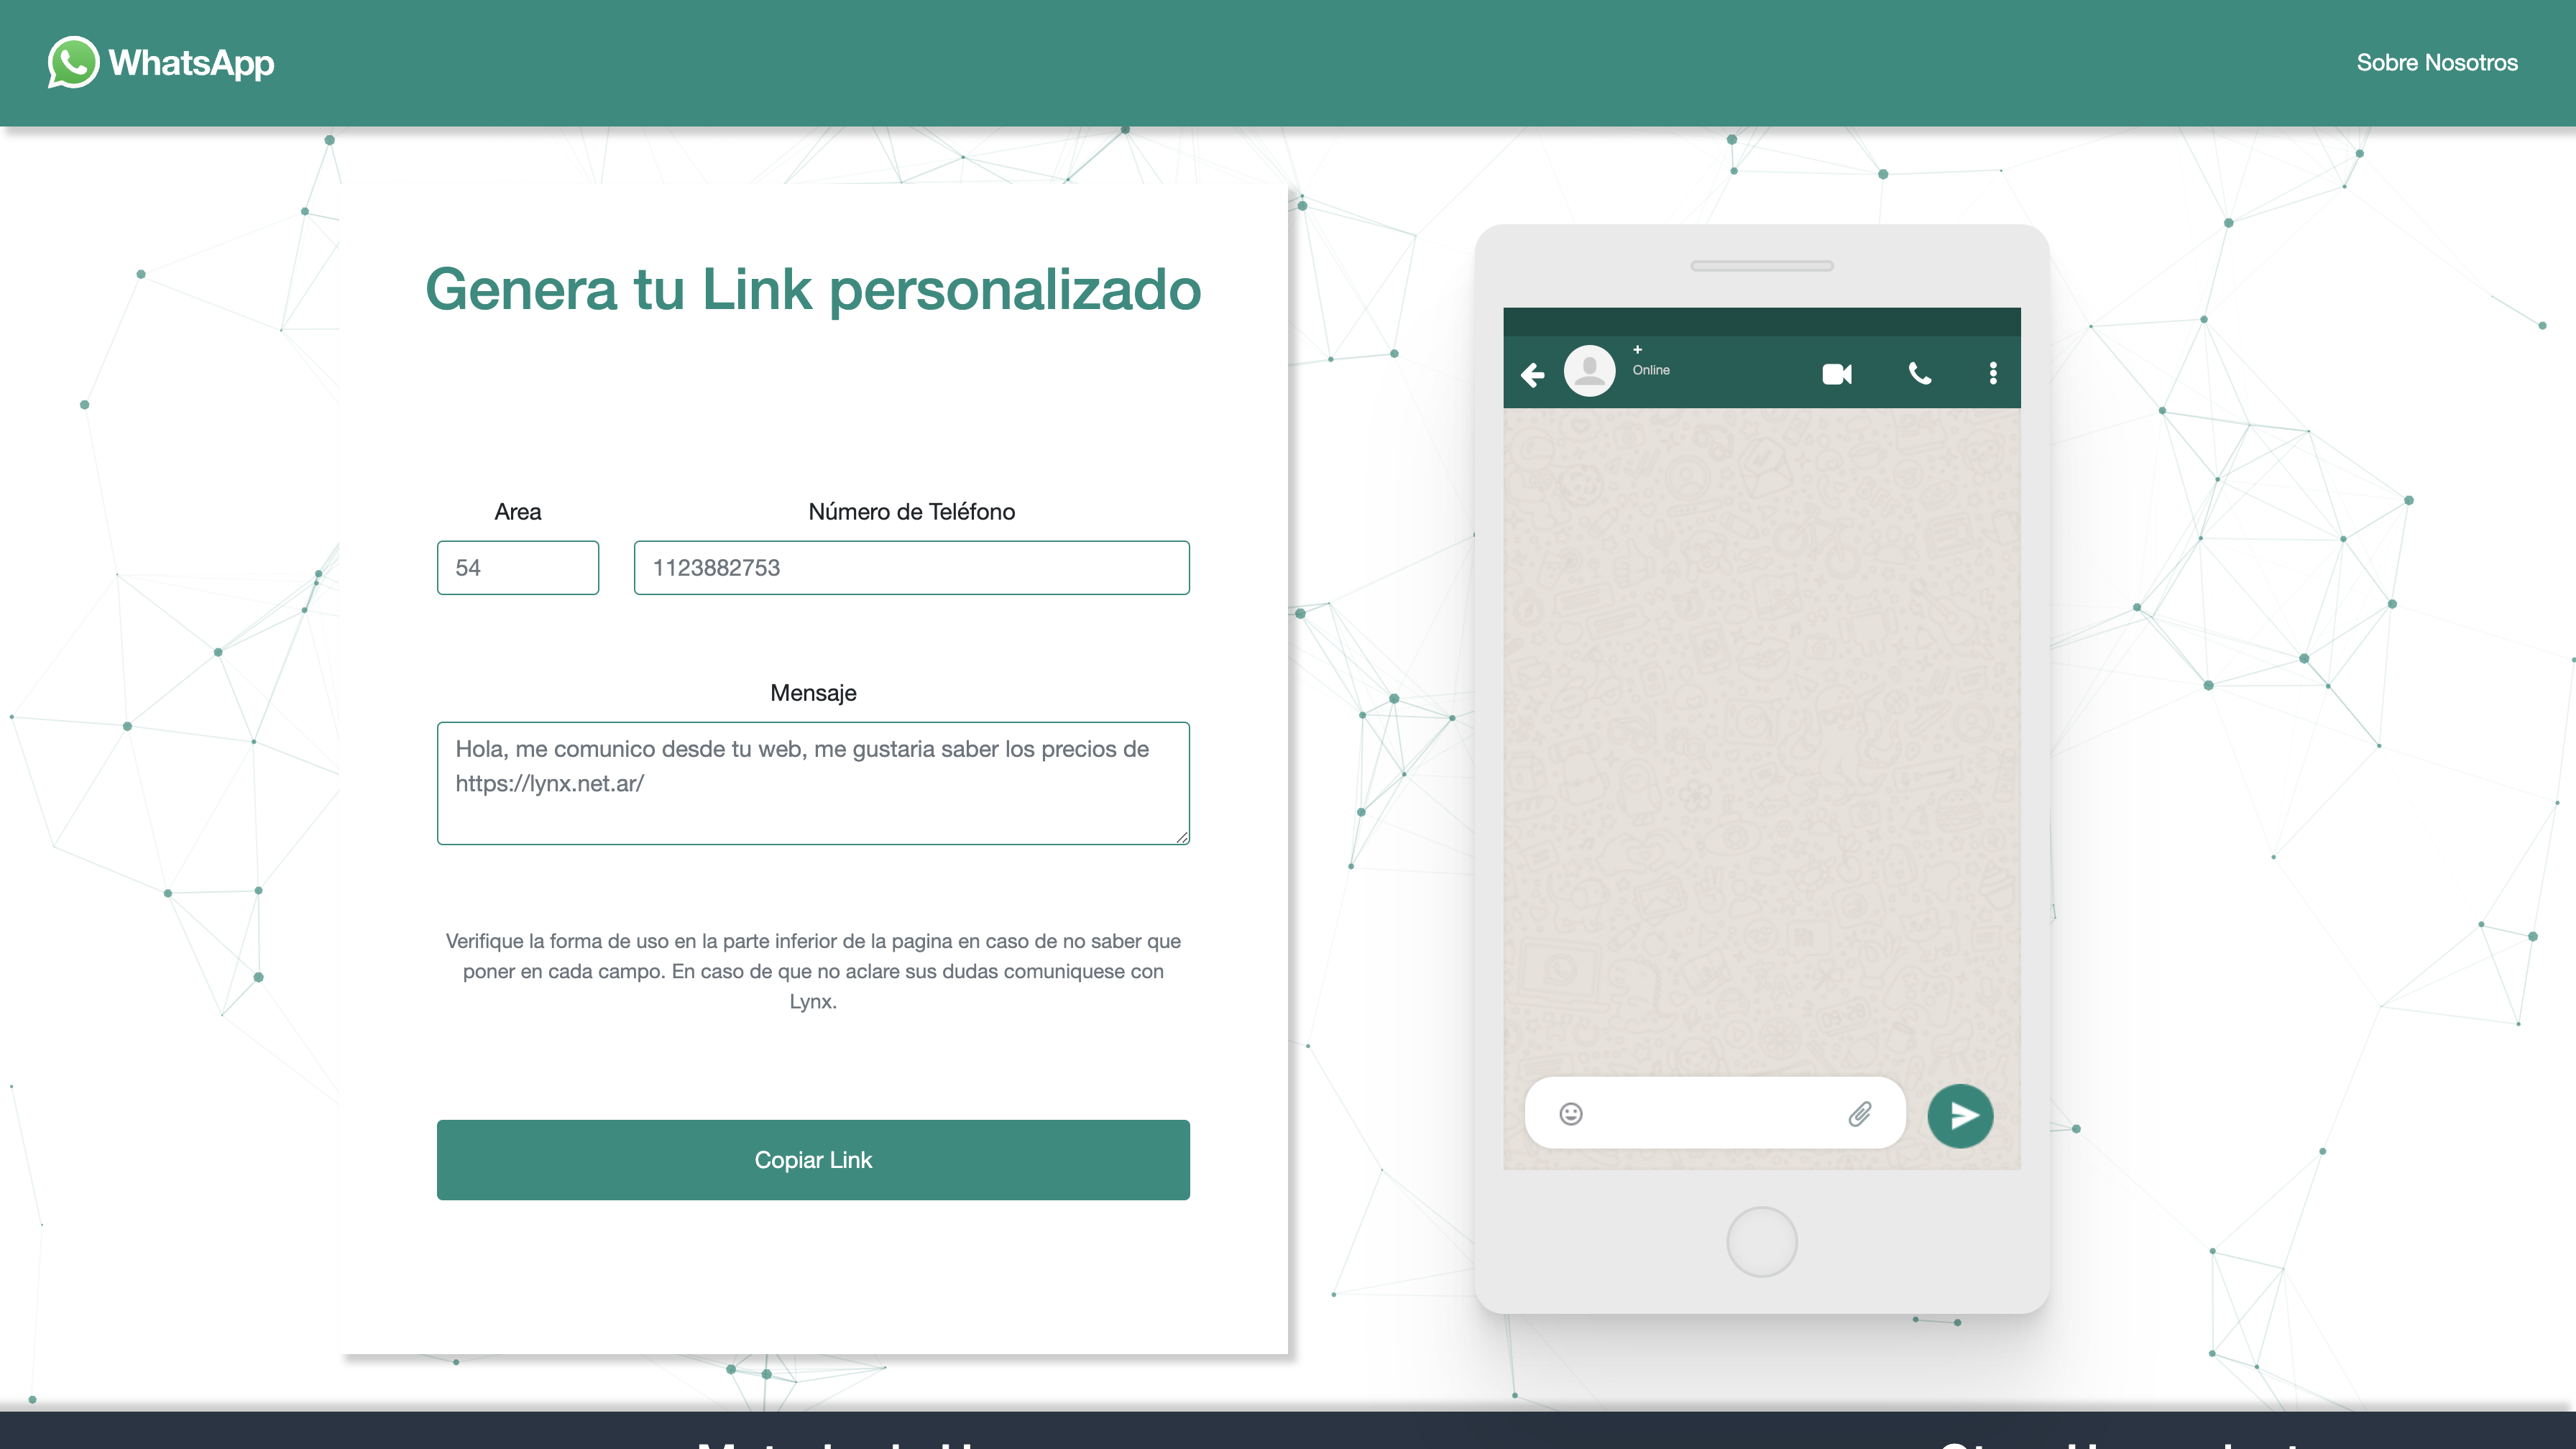 WhatsApp
Sobre Nosotros
Genera tu Link personalizado
Area
Número de Teléfono
54
1123882753
Mensaje
Hola, me comunico desde tu web, me gustaria saber los precios de
https://lynx.net.ar/
Verifique la forma de uso en la parte inferior de la pagina en caso de no saber que
poner en cada campo. En caso de que no aclare sus dudas comuniquese con
Lynx.
Copiar Link
+
Online